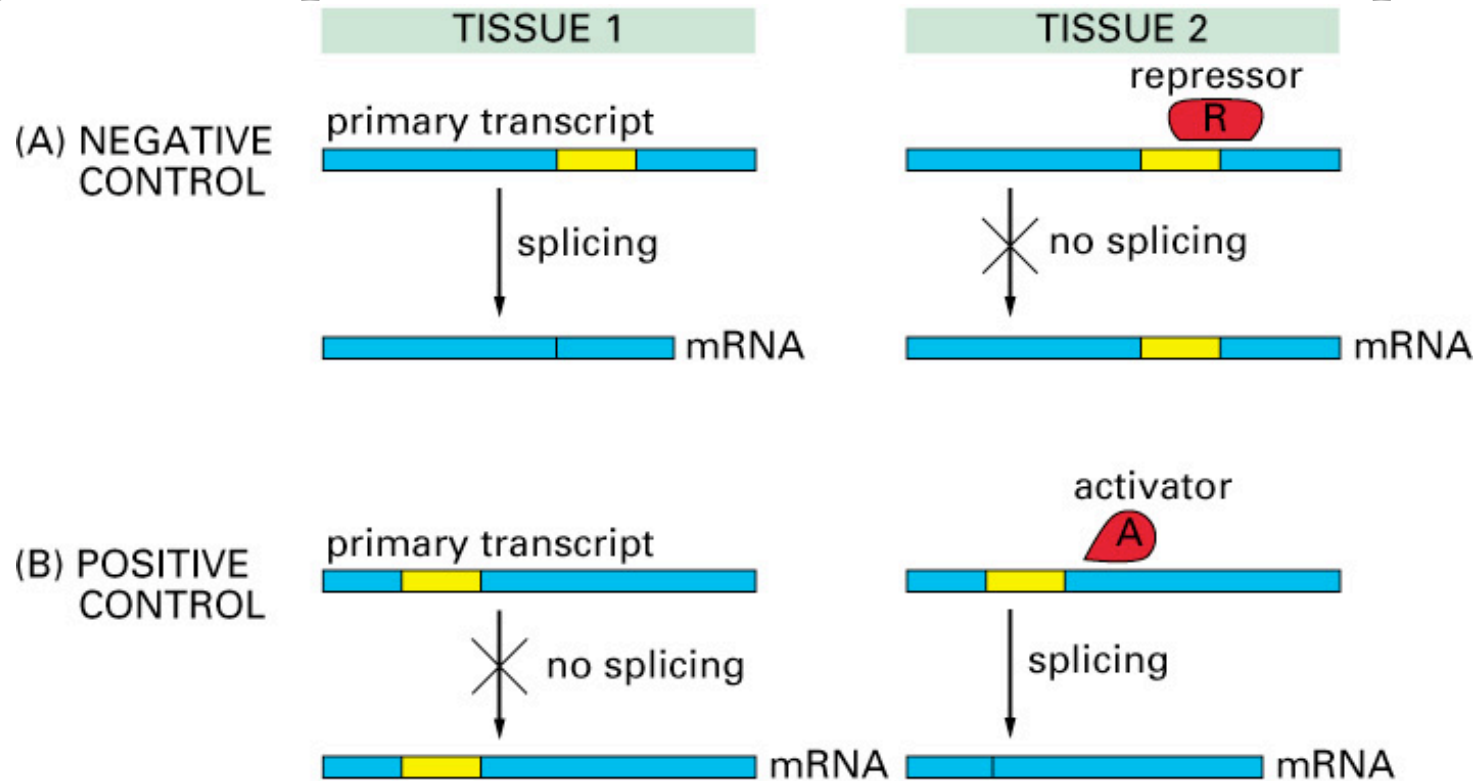 TISSUE 1
TISSUE 2
(A) NEGATIVE
CONTROL
primary transcript
repressor
R
splicing
no splicing
mRNA
mRNA
(B) POSITIVE
CONTROL
primary transcript
activator
A
no splicing
splicing
mRNA
mRNA